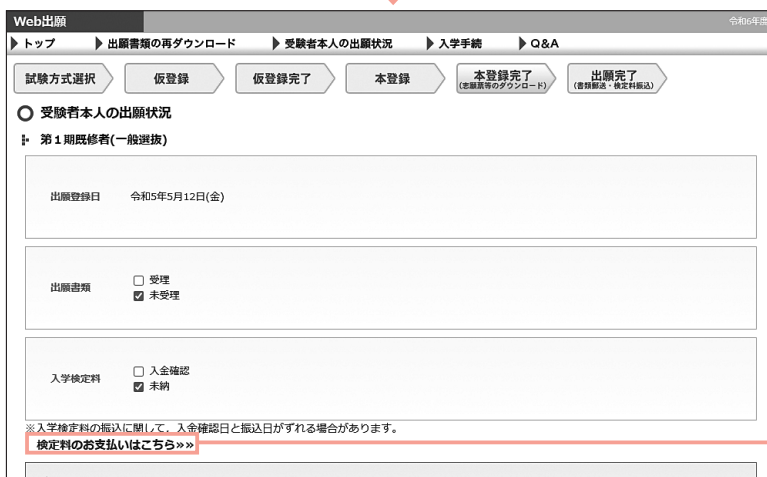 Web出願
令和6年度
トップ 出願書類の再ダウンロード 受験者本人の出願状況 入学手続 Q&A
試験方式選択 仮登録 仮登録完了 本登録 本登録完了 出願完了
(志願票等のダウンロード) (書類郵送・検定料振込)
受験者本人の出願状況
第1期既修者(一般選抜)
出願登録日 令和5年5月12日(金)
出願書類
受理
未受理
入学検定料
入金確認
未納
※入学検定料の振込に関して、入金確認日と振込日がずれる場合があります。
検定料のお支払いはこちら»»